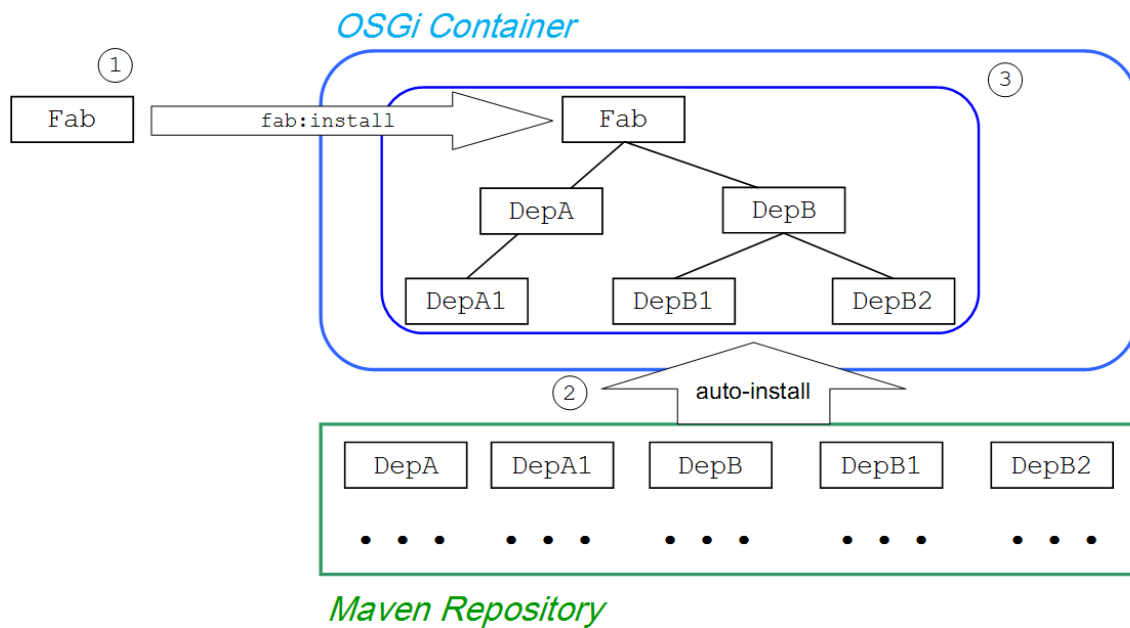 OSGi Container
1
3
Fab
fab:install
Fab
DepA
DepB
DepA1
DepB1
DepB2
2
auto-install
DepA
DepA1
DepB
DepB1
DepB2
Maven Repository